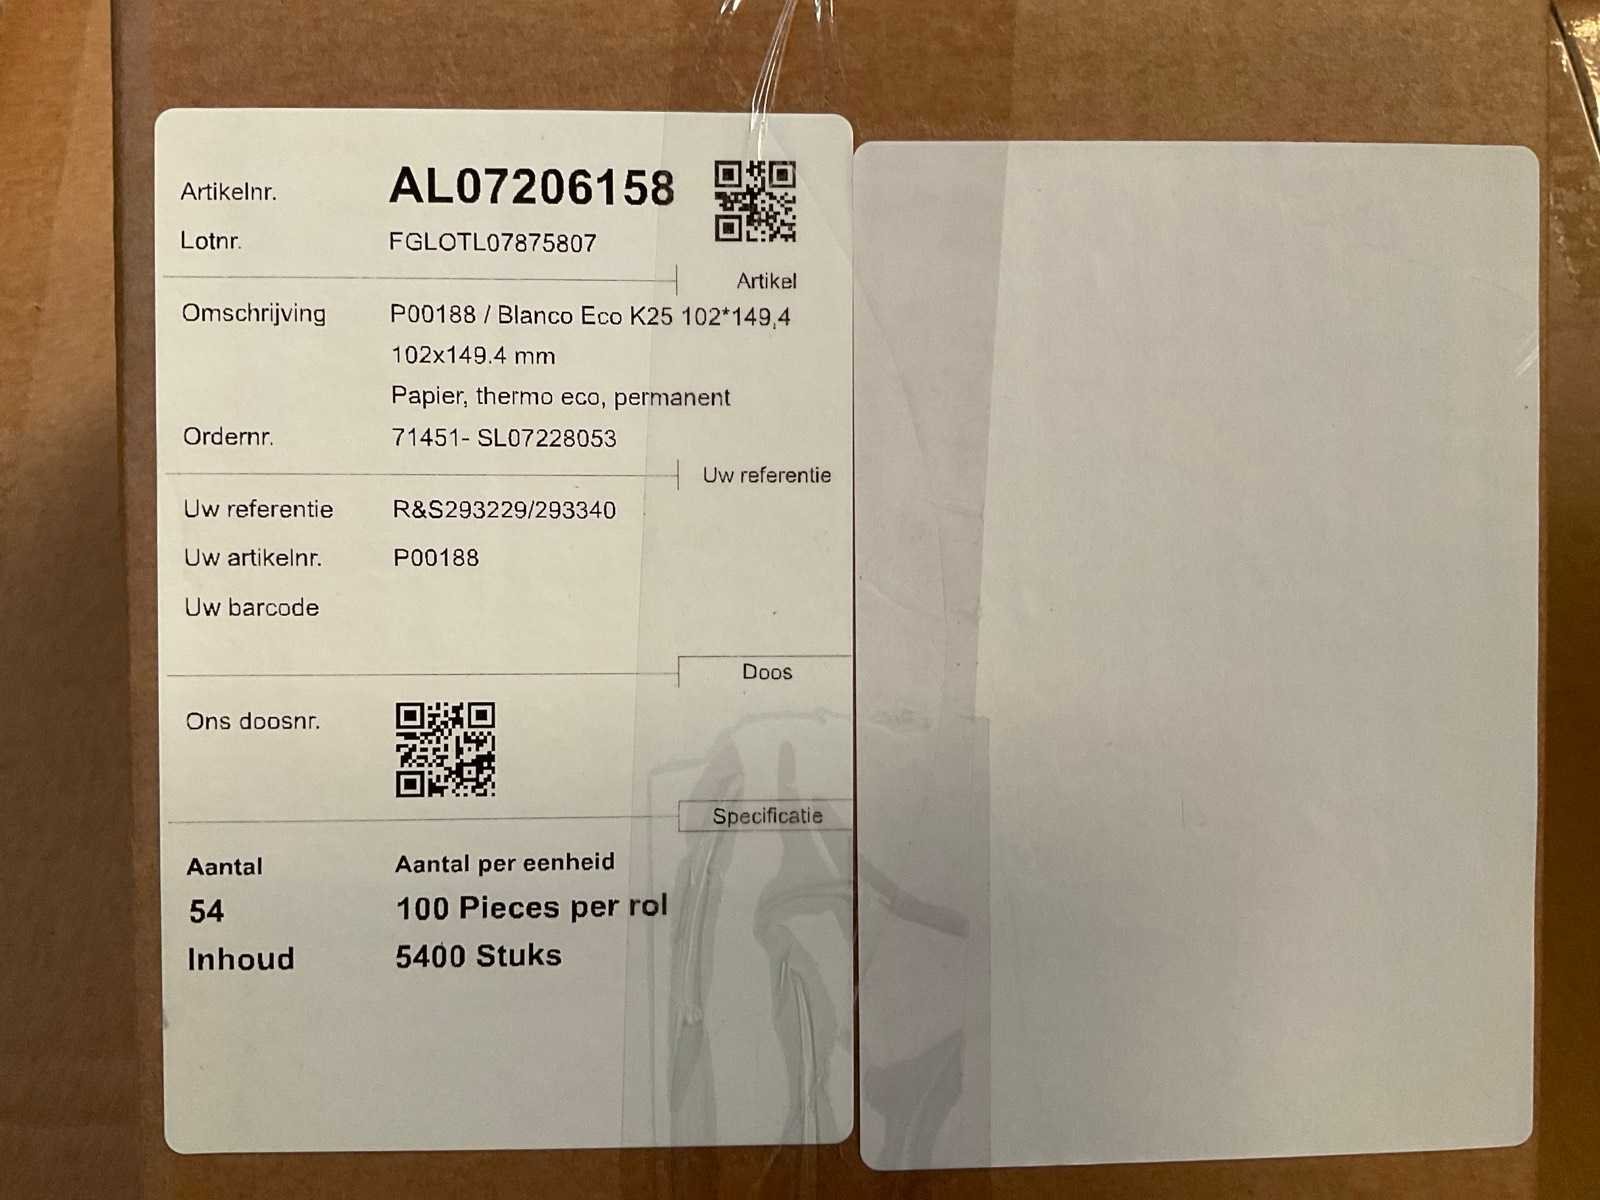 Artikelnr. AL07206158
Lotnr. FGLOTL07875807
Artikel
Omschrijving P00188 / Blanco Eco K25 102*149,4
102x149.4 mm
Papier, thermo eco, permanent
Ordernr. 71451- SL07228053
Uw referentie
Uw referentie R&S293229/293340
Uw artikelnr. P00188
Uw barcode
Doos
Ons doosnr.
Specificatie
Aantal Aantal per eenheid
54 100 Pieces per rol
Inhoud 5400 Stuks